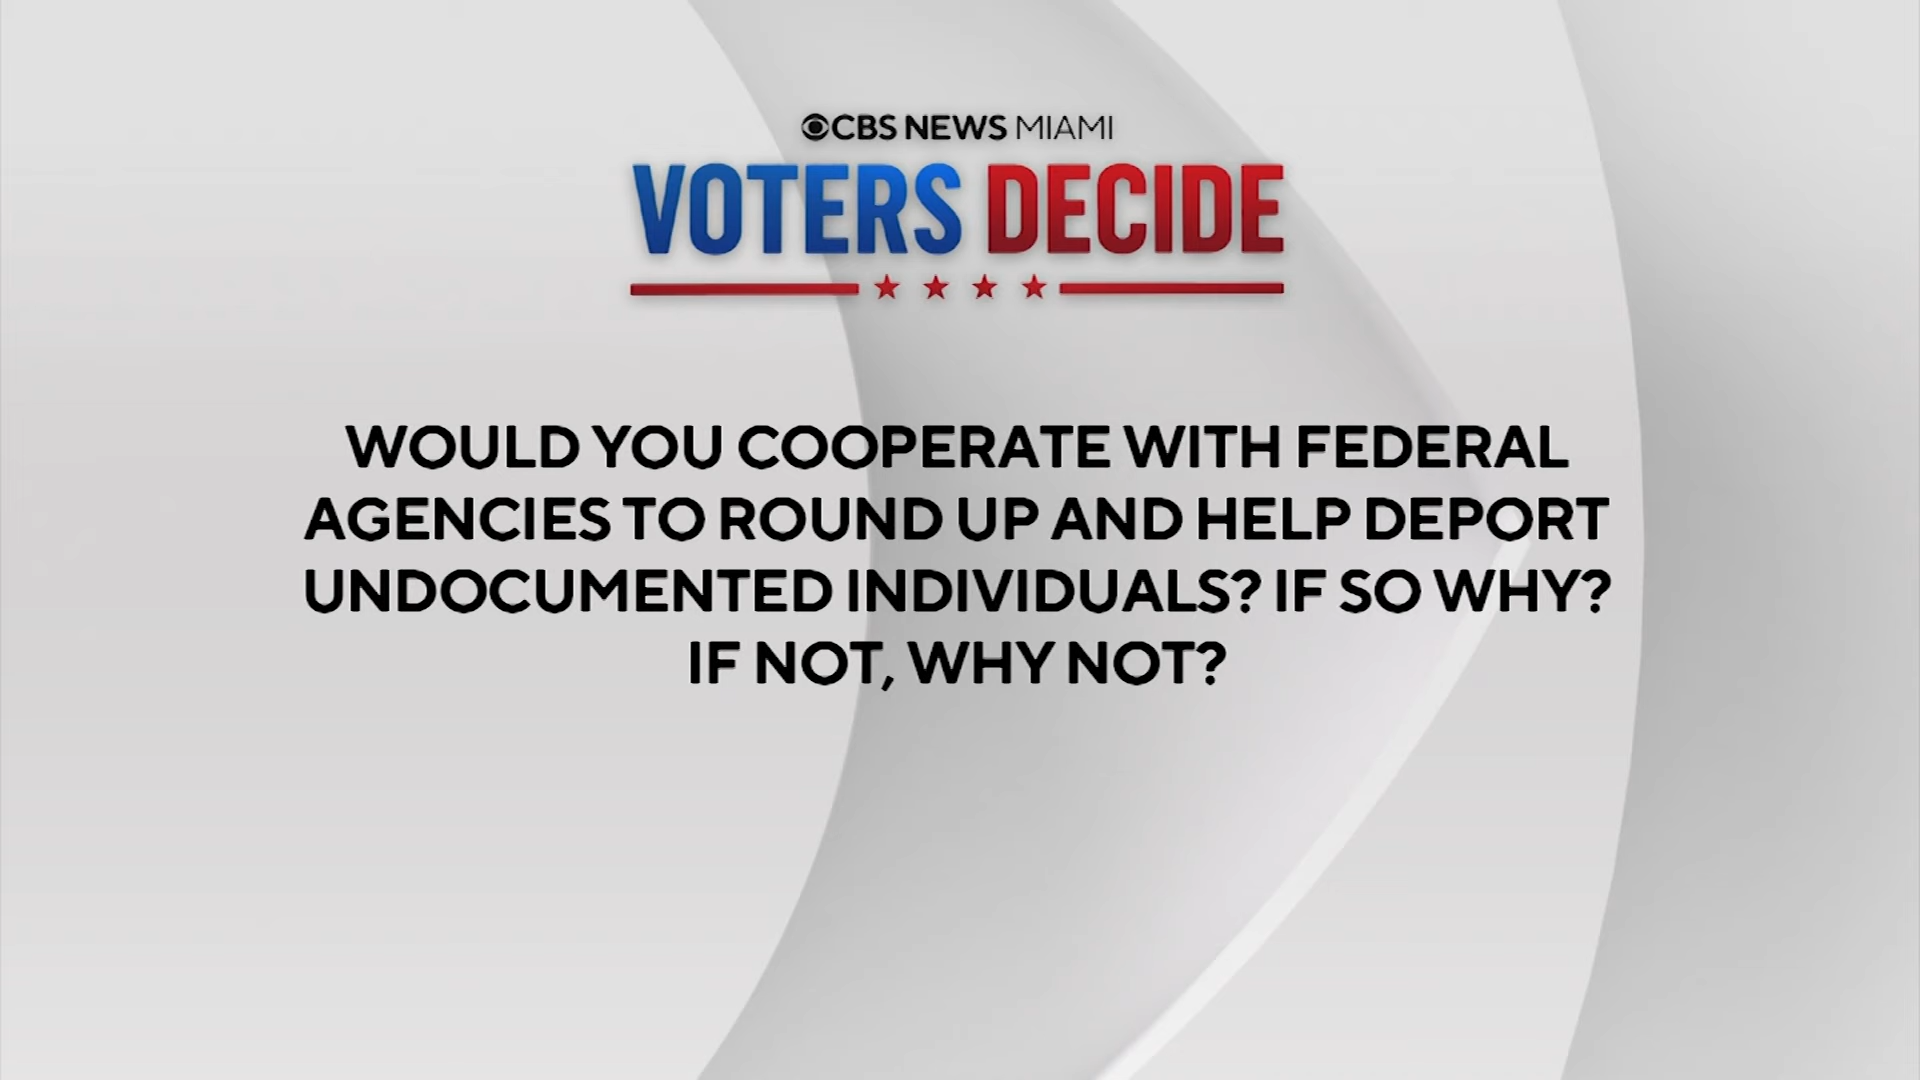 CBS NEWS MIAMI
VOTERS DECIDE
WOULD YOU COOPERATE WITH FEDERAL
AGENCIES TO ROUND UP AND HELP DEPORT
UNDOCUMENTED INDIVIDUALS? IF SO WHY?
IF NOT, WHY NOT?